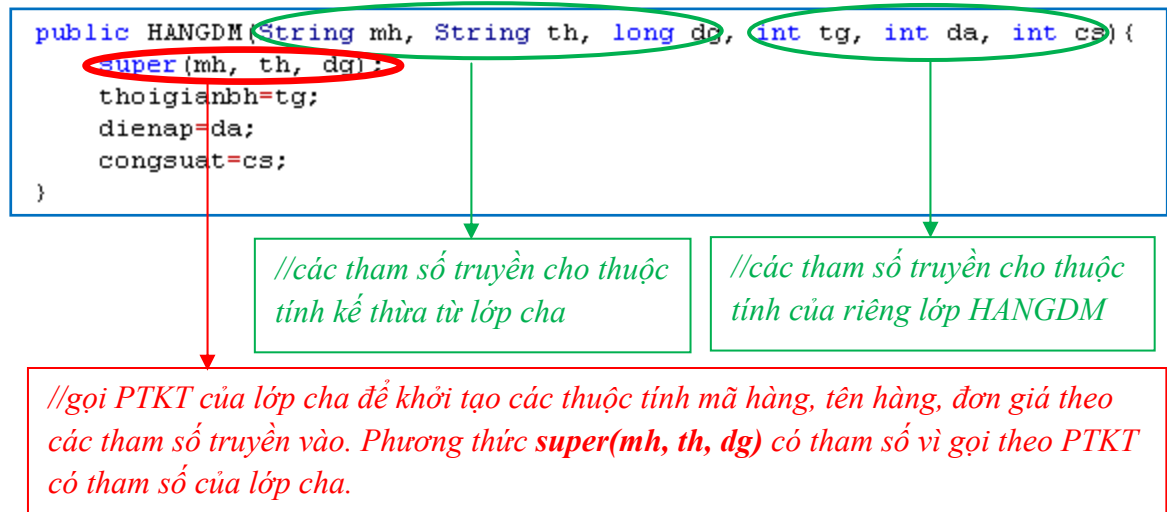 public HANGDM(String mh, String th, long dg, int tg, int da, int cs){
super(mh, th, dg);
thoigianbh=tg;
dienap=da;
congsuat=cs;
}
//các tham số truyền cho thuộc
tính kế thừa từ lớp cha
//các tham số truyền cho thuộc
tính của riêng lớp HANGDM
//gọi PTKT của lớp cha để khởi tạo các thuộc tính mã hàng, tên hàng, đơn giá theo
các tham số truyền vào. Phương thức super(mh, th, dg) có tham số vì gọi theo PTKT
có tham số của lớp cha.